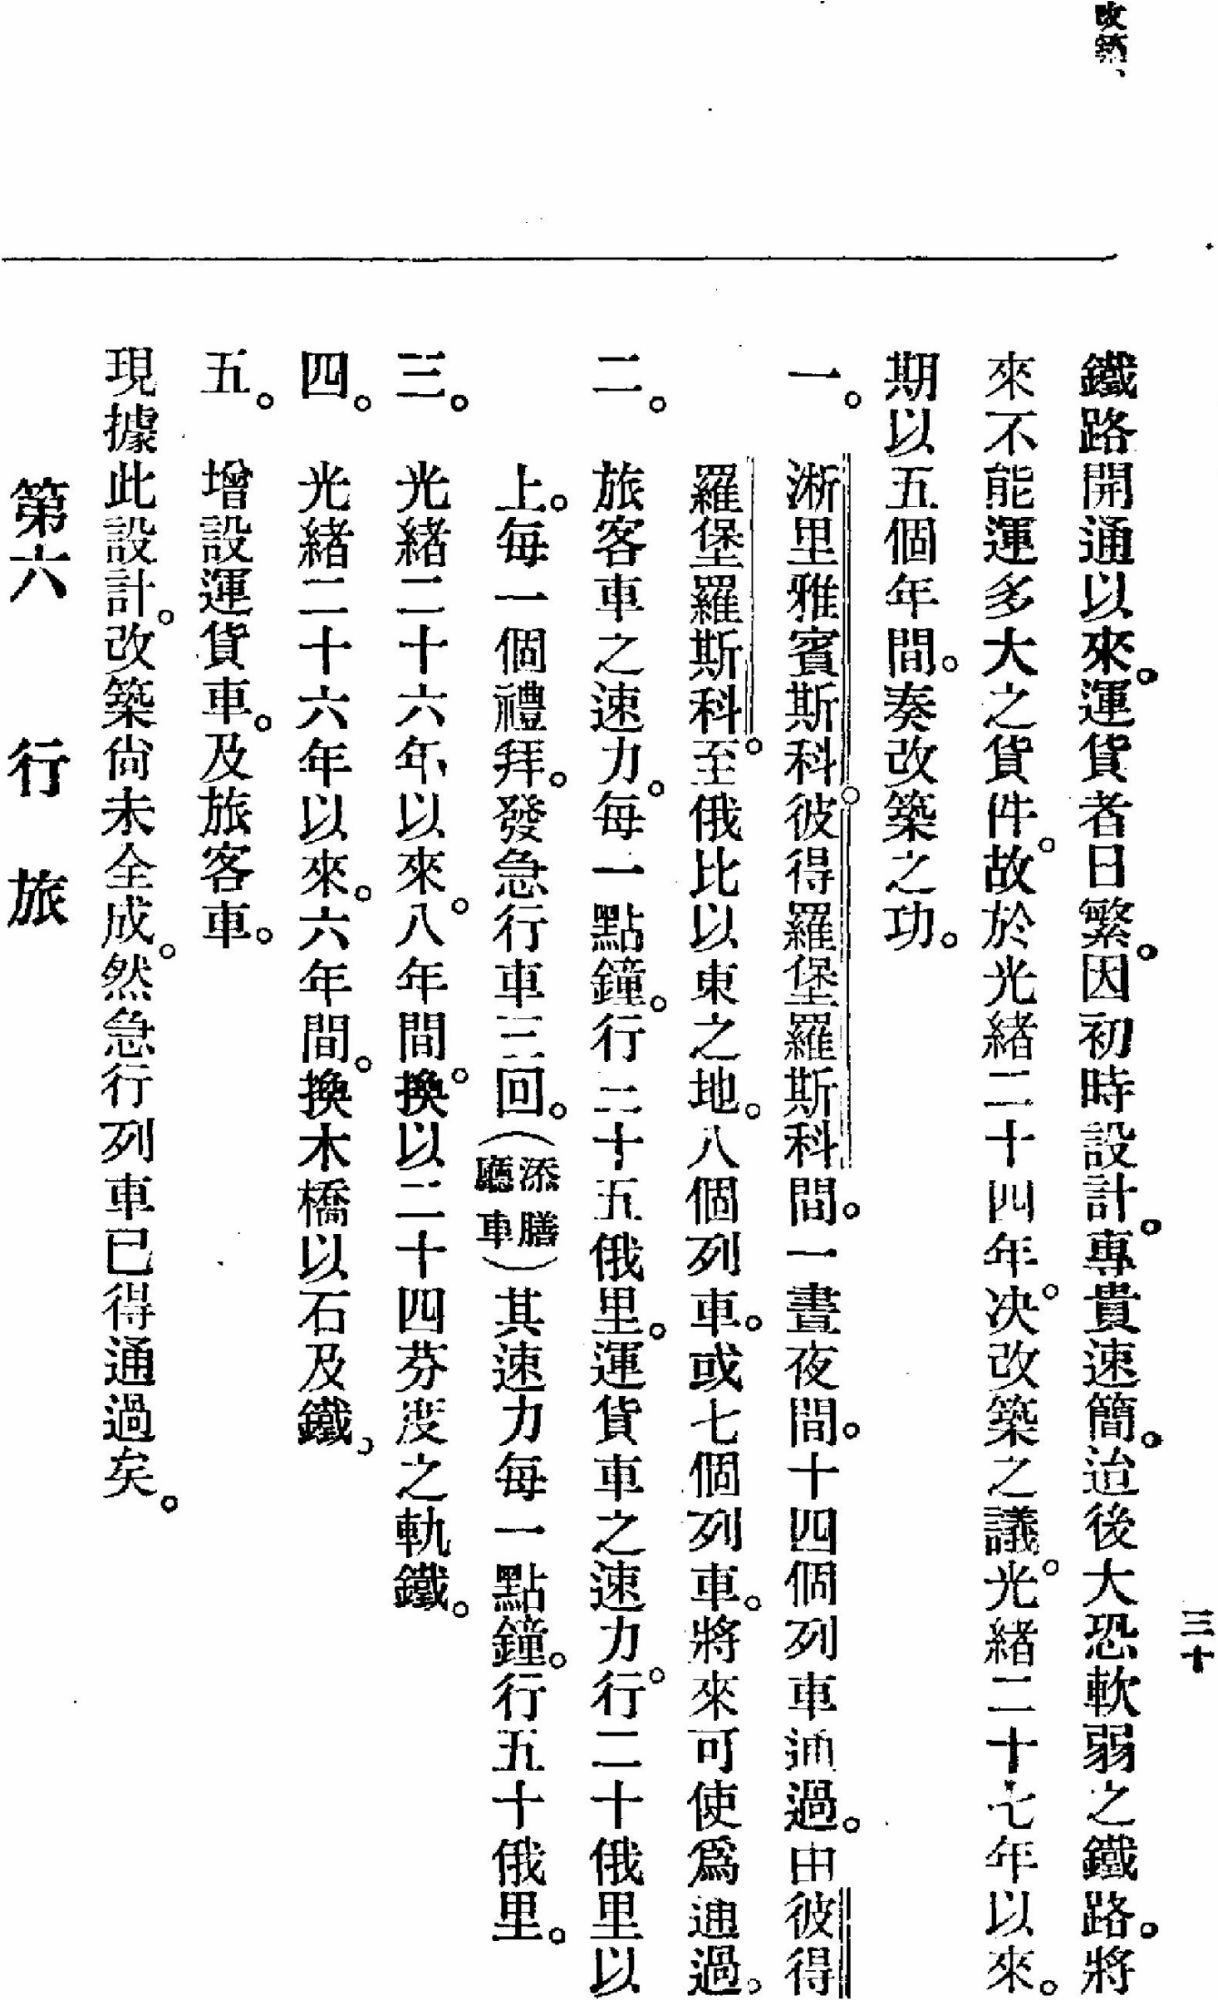 改築、
三十
鐵路開通以來。運貨者日繁。因初時設計。專貴速簡。迨後大恐軟弱之鐵路。將
來不能運多大之貨件。故於光緒二十四年。决改築之議。光緒二十七年以來。
期以五個年間。奏改築之功。
一。淅里雅賓斯科。彼得羅堡羅斯科間。一晝夜間。十四個列車通過。由彼得
羅堡羅斯科。至俄比以東之地。八個列車。或七個列車。將來可使爲通過。
二。旅客車之速力。每一點鐘。行三十五俄里。運貨車之速力。行二十俄里以
上。每一個禮拜。發急行車三回。(添膳廳車)其速力每一點鐘。行五十俄里。
三。光緒二十六年以來。八年間。換以二十四芬度之軌鐵。
四。光緒二十六年以來。六年間。換木橋以石及鐵。
五。增設運貨車。及旅客車。
現據此設計。改築尙未全成。然急行列車已得通過矣。
第六 行 旅